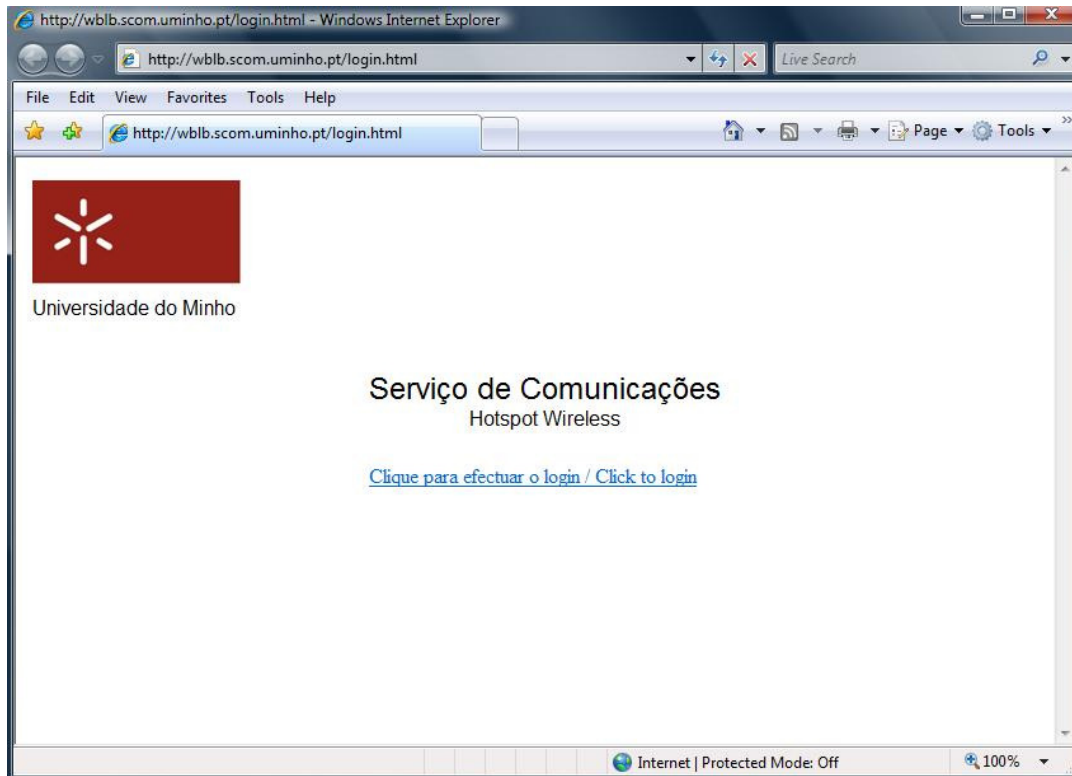 http://wblb.scom.uminho.pt/login.html - Windows Internet Explorer
http://wblb.scom.uminho.pt/login.html Live Search
File Edit View Favorites Tools Help
http://wblb.scom.uminho.pt/login.html Page Tools
Universidade do Minho
Serviço de Comunicações
Hotspot Wireless
Clique para efectuar o login / Click to login
Internet | Protected Mode: Off 100%